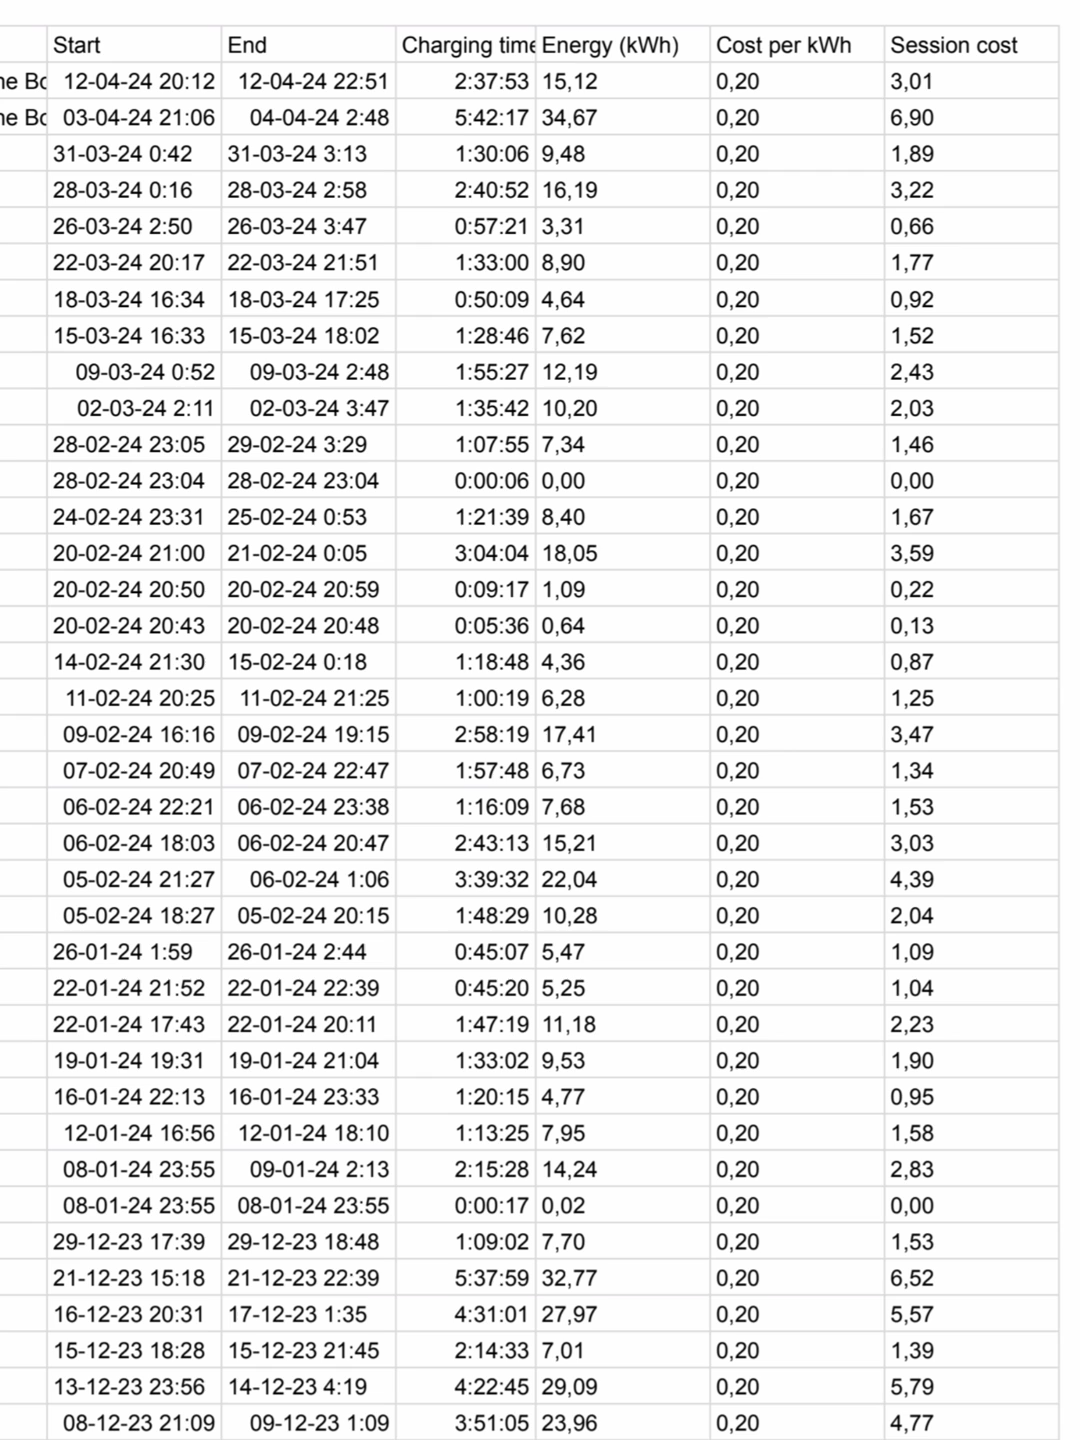 Start End Charging time Energy (kWh) Cost per kWh Session cost
12-04-24 20:12 12-04-24 22:51 2:37:53 15,12 0,20 3,01
03-04-24 21:06 04-04-24 2:48 5:42:17 34,67 0,20 6,90
31-03-24 0:42 31-03-24 3:13 1:30:06 9,48 0,20 1,89
28-03-24 0:16 28-03-24 2:58 2:40:52 16,19 0,20 3,22
26-03-24 2:50 26-03-24 3:47 0:57:21 3,31 0,20 0,66
22-03-24 20:17 22-03-24 21:51 1:33:00 8,90 0,20 1,77
18-03-24 16:34 18-03-24 17:25 0:50:09 4,64 0,20 0,92
15-03-24 16:33 15-03-24 18:02 1:28:46 7,62 0,20 1,52
09-03-24 0:52 09-03-24 2:48 1:55:27 12,19 0,20 2,43
02-03-24 2:11 02-03-24 3:47 1:35:42 10,20 0,20 2,03
28-02-24 23:05 29-02-24 3:29 1:07:55 7,34 0,20 1,46
28-02-24 23:04 28-02-24 23:04 0:00:06 0,00 0,20 0,00
24-02-24 23:31 25-02-24 0:53 1:21:39 8,40 0,20 1,67
20-02-24 21:00 21-02-24 0:05 3:04:04 18,05 0,20 3,59
20-02-24 20:50 20-02-24 20:59 0:09:17 1,09 0,20 0,22
20-02-24 20:43 20-02-24 20:48 0:05:36 0,64 0,20 0,13
14-02-24 21:30 15-02-24 0:18 1:18:48 4,36 0,20 0,87
11-02-24 20:25 11-02-24 21:25 1:00:19 6,28 0,20 1,25
09-02-24 16:16 09-02-24 19:15 2:58:19 17,41 0,20 3,47
07-02-24 20:49 07-02-24 22:47 1:57:48 6,73 0,20 1,34
06-02-24 22:21 06-02-24 23:38 1:16:09 7,68 0,20 1,53
06-02-24 18:03 06-02-24 20:47 2:43:13 15,21 0,20 3,03
05-02-24 21:27 06-02-24 1:06 3:39:32 22,04 0,20 4,39
05-02-24 18:27 05-02-24 20:15 1:48:29 10,28 0,20 2,04
26-01-24 1:59 26-01-24 2:44 0:45:07 5,47 0,20 1,09
22-01-24 21:52 22-01-24 22:39 0:45:20 5,25 0,20 1,04
22-01-24 17:43 22-01-24 20:11 1:47:19 11,18 0,20 2,23
19-01-24 19:31 19-01-24 21:04 1:33:02 9,53 0,20 1,90
16-01-24 22:13 16-01-24 23:33 1:20:15 4,77 0,20 0,95
12-01-24 16:56 12-01-24 18:10 1:13:25 7,95 0,20 1,58
08-01-24 23:55 09-01-24 2:13 2:15:28 14,24 0,20 2,83
08-01-24 23:55 08-01-24 23:55 0:00:17 0,02 0,20 0,00
29-12-23 17:39 29-12-23 18:48 1:09:02 7,70 0,20 1,53
21-12-23 15:18 21-12-23 22:39 5:37:59 32,77 0,20 6,52
16-12-23 20:31 17-12-23 1:35 4:31:01 27,97 0,20 5,57
15-12-23 18:28 15-12-23 21:45 2:14:33 7,01 0,20 1,39
13-12-23 23:56 14-12-23 4:19 4:22:45 29,09 0,20 5,79
08-12-23 21:09 09-12-23 1:09 3:51:05 23,96 0,20 4,77